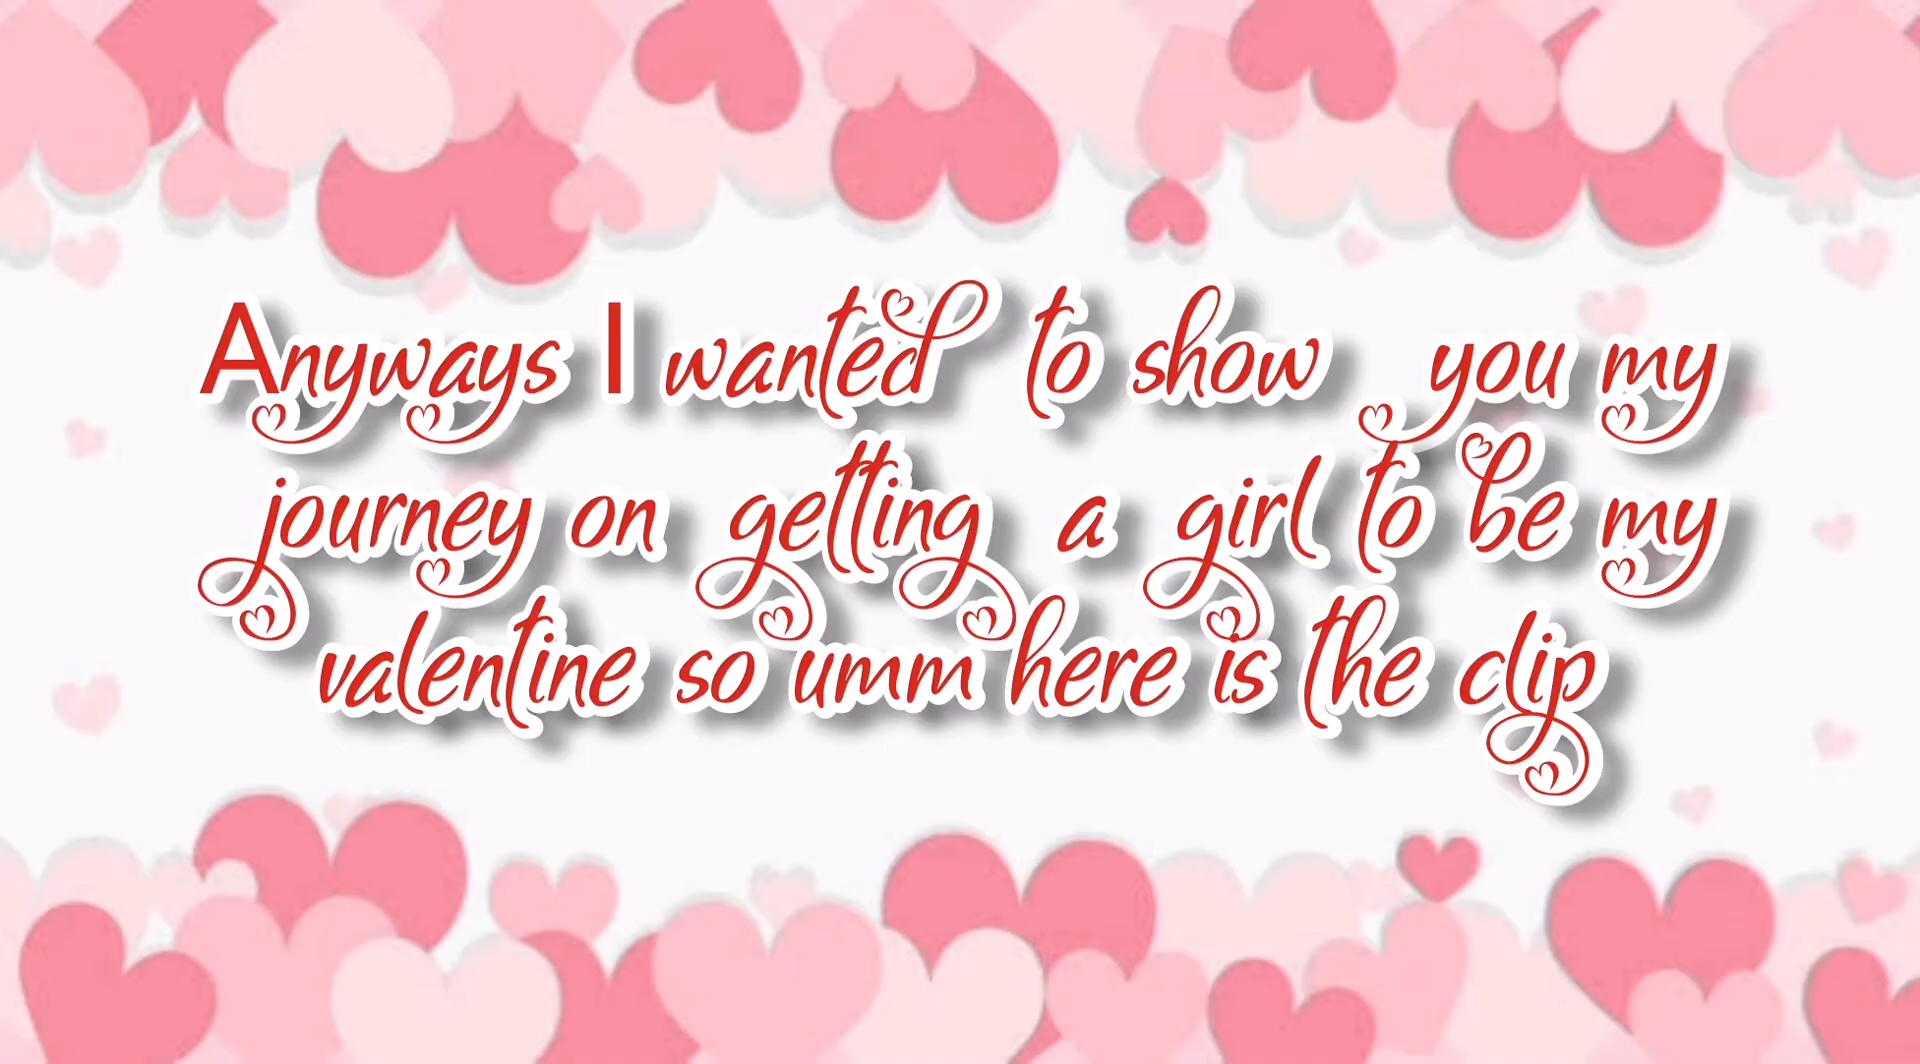 Anyways I wanted to show you my
journey on getting a girl to be my
valentine so umm here is the clip